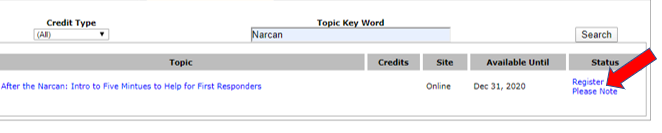 Credit Type Topic Key Word
(All) Narcan Search
Topic Credits Site Available Until Status
After the Narcan: Intro to Five Mintues to Help for First Responders Online Dec 31, 2020 Register
Please Note